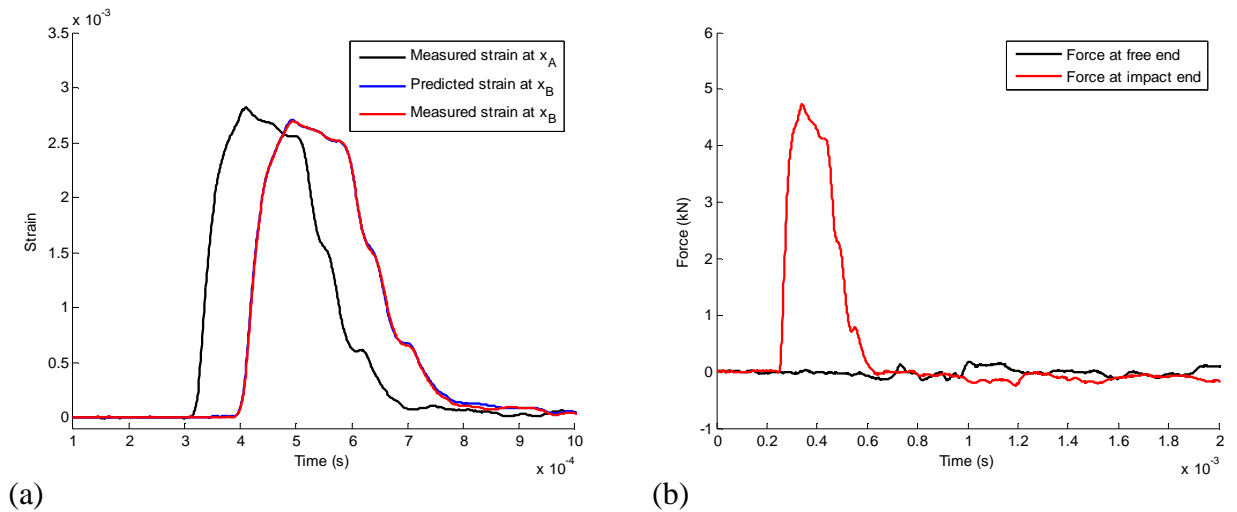 x 10⁻³
3.5
3
2.5
2
1.5
1
0.5
0
Strain
1 2 3 4 5 6 7 8 9 10
Time (s)
x 10⁻⁴
Measured strain at x_A
Predicted strain at x_B
Measured strain at x_B
(a)
6
5
4
3
2
1
0
-1
Force (kN)
0 0.2 0.4 0.6 0.8 1 1.2 1.4 1.6 1.8 2
Time (s)
x 10⁻³
Force at free end
Force at impact end
(b)